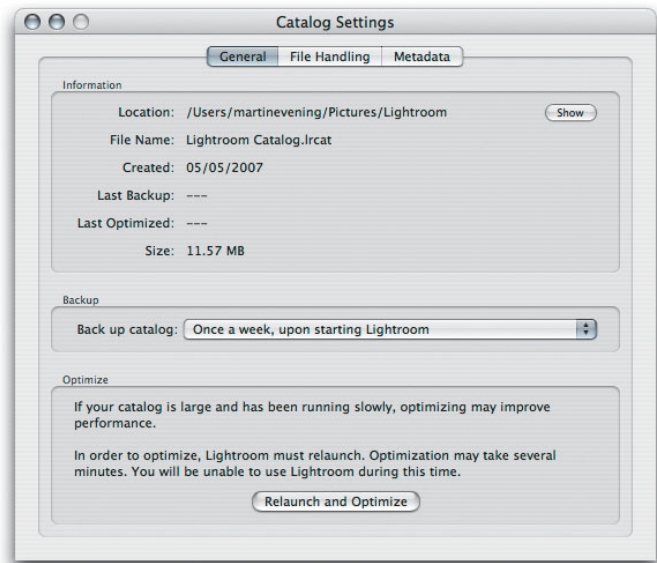 Catalog Settings
General File Handling Metadata
Information
Location: /Users/martinevening/Pictures/Lightroom Show
File Name: Lightroom Catalog.lrcat
Created: 05/05/2007
Last Backup: ---
Last Optimized: ---
Size: 11.57 MB
Backup
Back up catalog: Once a week, upon starting Lightroom
Optimize
If your catalog is large and has been running slowly, optimizing may improve
performance.
In order to optimize, Lightroom must relaunch. Optimization may take several
minutes. You will be unable to use Lightroom during this time.
Relaunch and Optimize